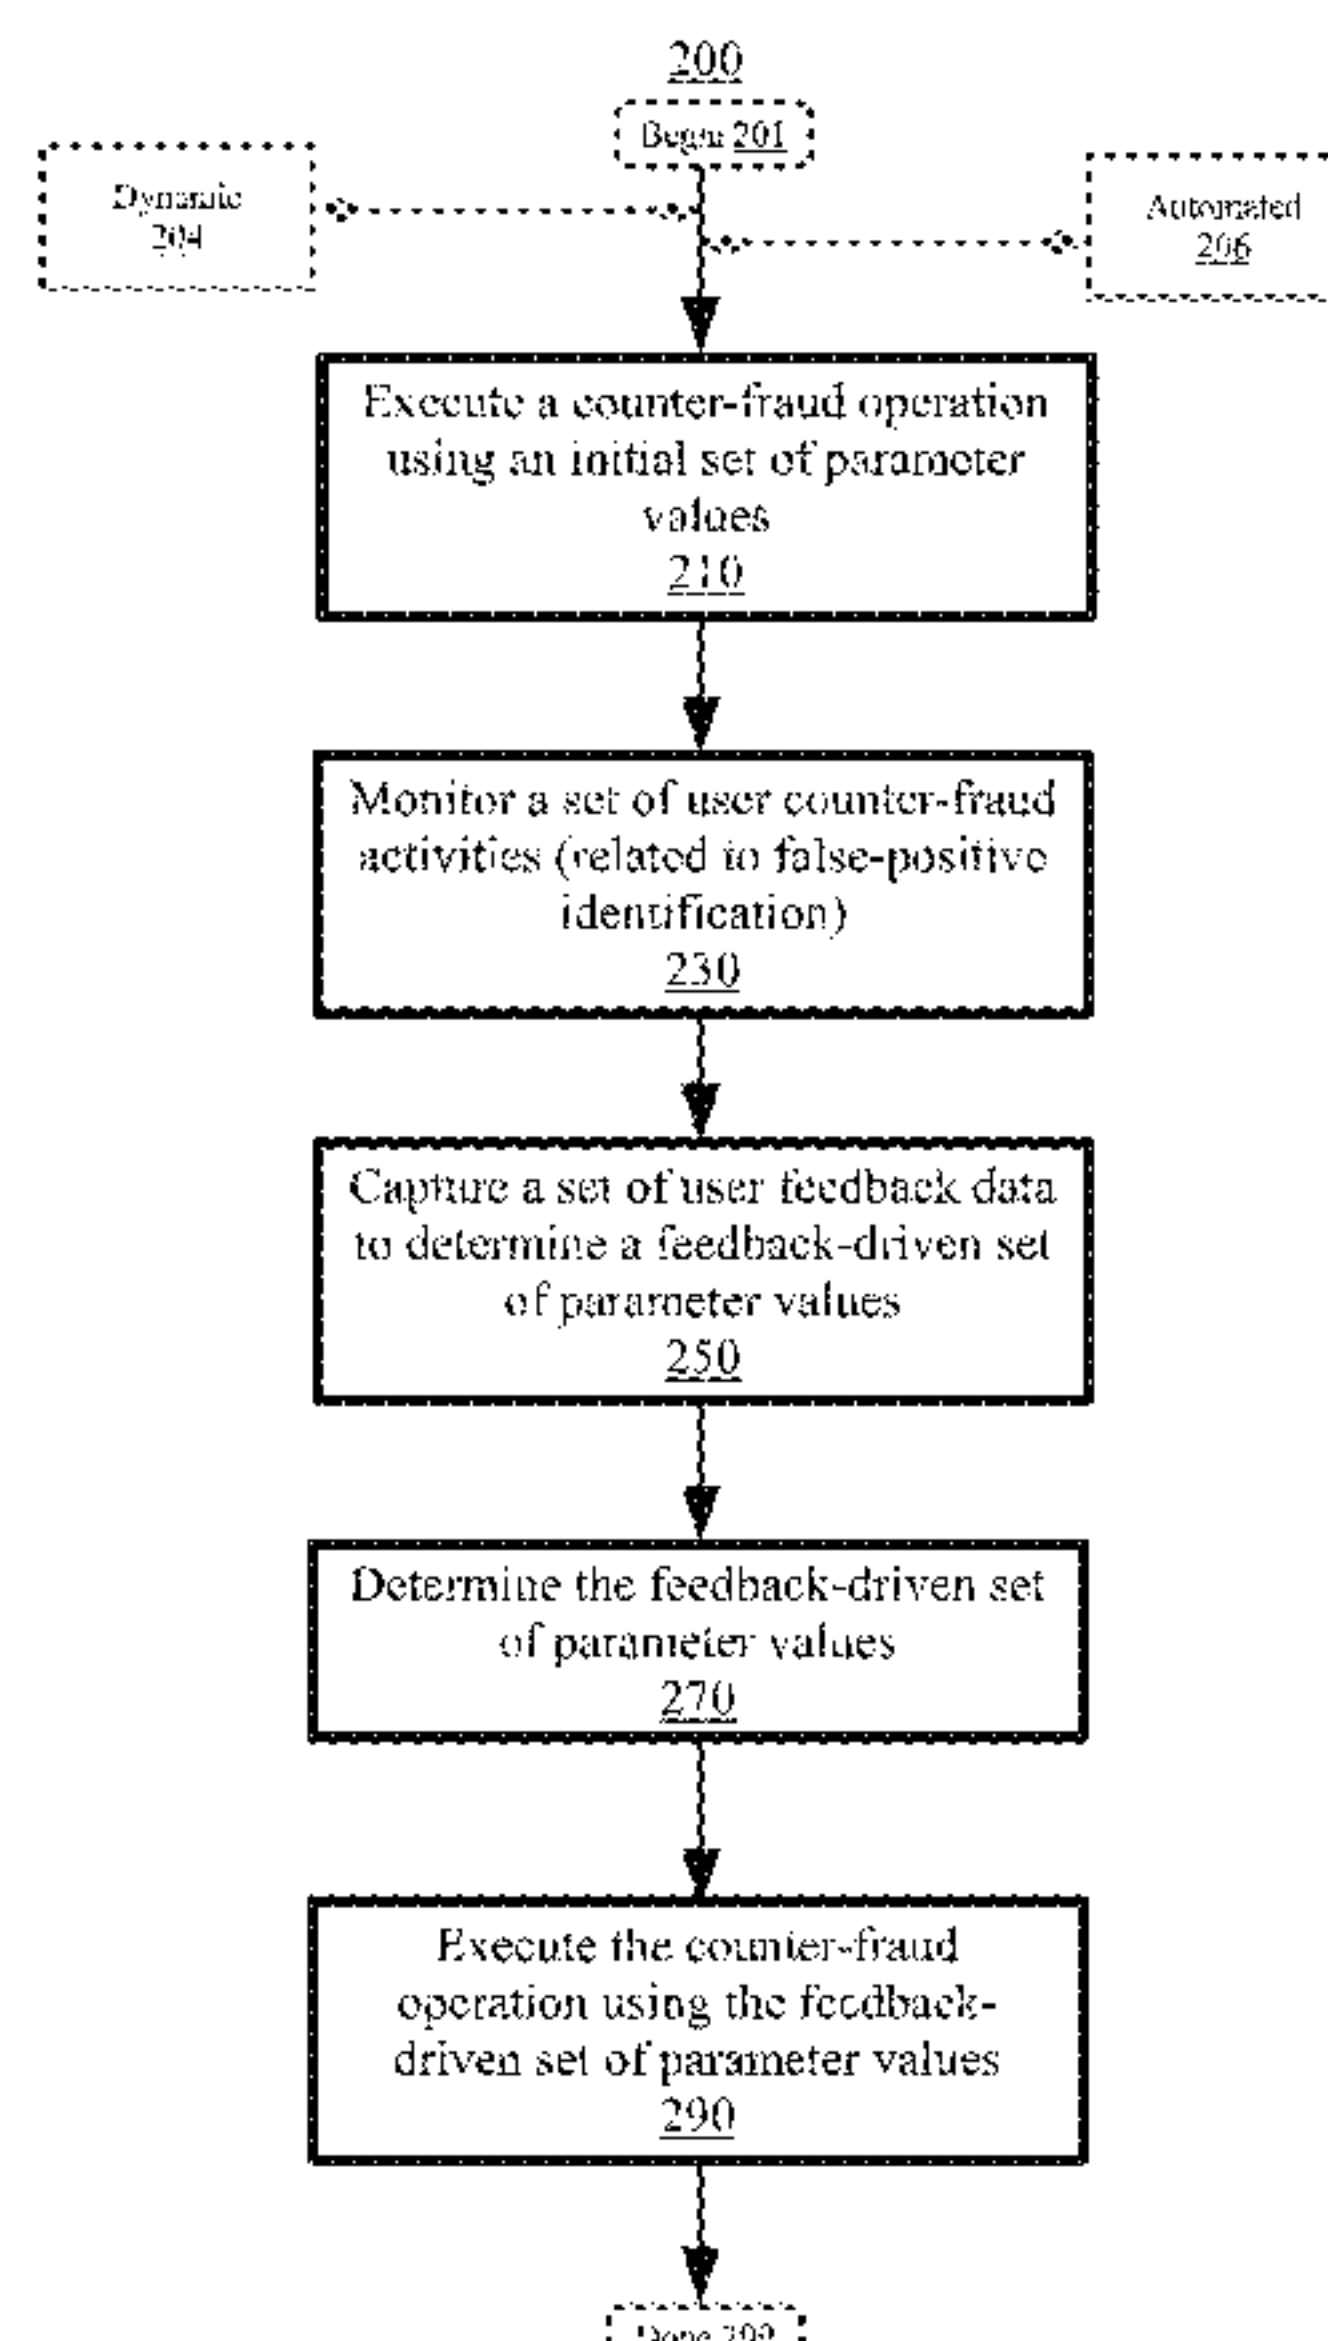 200
Begin 201
Dynamic
204
Automated
206
Execute a counter-fraud operation
using an initial set of parameter
values
210
Monitor a set of user counter-fraud
activities (related to false-positive
identification)
230
Capture a set of user feedback data
to determine a feedback-driven set
of parameter values
250
Determine the feedback-driven set
of parameter values
270
Execute the counter-fraud
operation using the feedback-
driven set of parameter values
290
Done 299